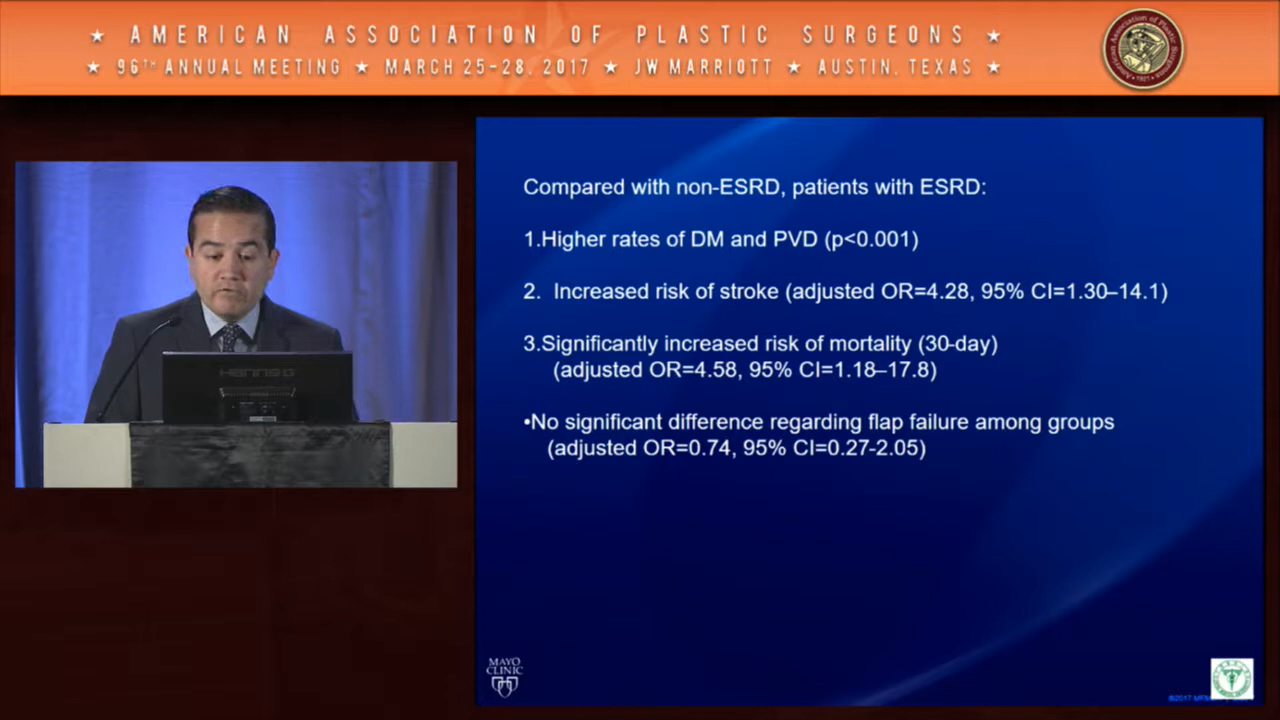 ★ AMERICAN ASSOCIATION OF PLASTIC SURGEONS ★
★ 96TH ANNUAL MEETING ★ MARCH 25-28, 2017 ★ JW MARRIOTT ★ AUSTIN, TEXAS ★
Compared with non-ESRD, patients with ESRD:
1.Higher rates of DM and PVD (p<0.001)
2. Increased risk of stroke (adjusted OR=4.28, 95% CI=1.30–14.1)
3.Significantly increased risk of mortality (30-day)
(adjusted OR=4.58, 95% CI=1.18–17.8)
•No significant difference regarding flap failure among groups
(adjusted OR=0.74, 95% CI=0.27-2.05)
MAYO
CLINIC
©2017